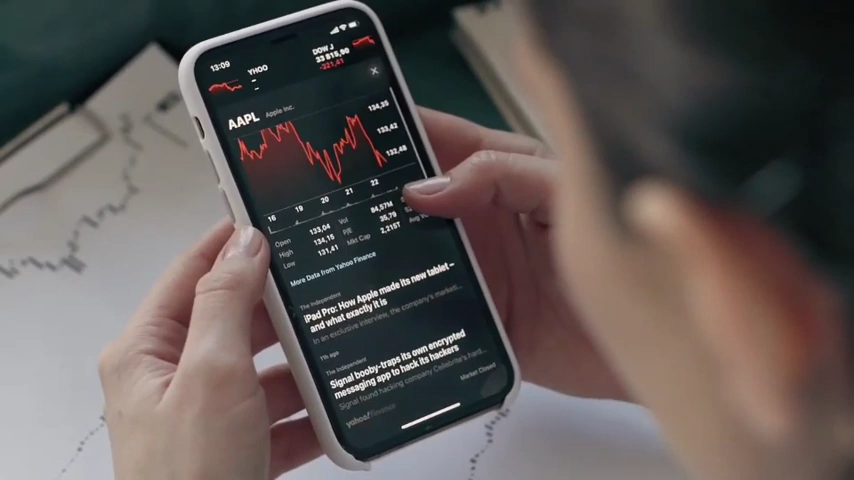 13:09
YHOO
–
–
DOW J
33 815,90
-321,41
AAPL Apple Inc.
134,35
133,42
132,48
16 19 20 21 22
Open 133,04 Vol 84,57M
High 134,15 P/E 35,79
Low 131,41 Mkt Cap 2,215T
More Data from Yahoo Finance
The Independent
iPad Pro: How Apple made its new tablet –
and what exactly it is
In an exclusive interview, the company's marketi...
11h ago
The Independent
Signal booby-traps its own encrypted
messaging app to hack its hackers
Signal found hacking company Cellebrite's hard...
yahoo!finance
Market Closed